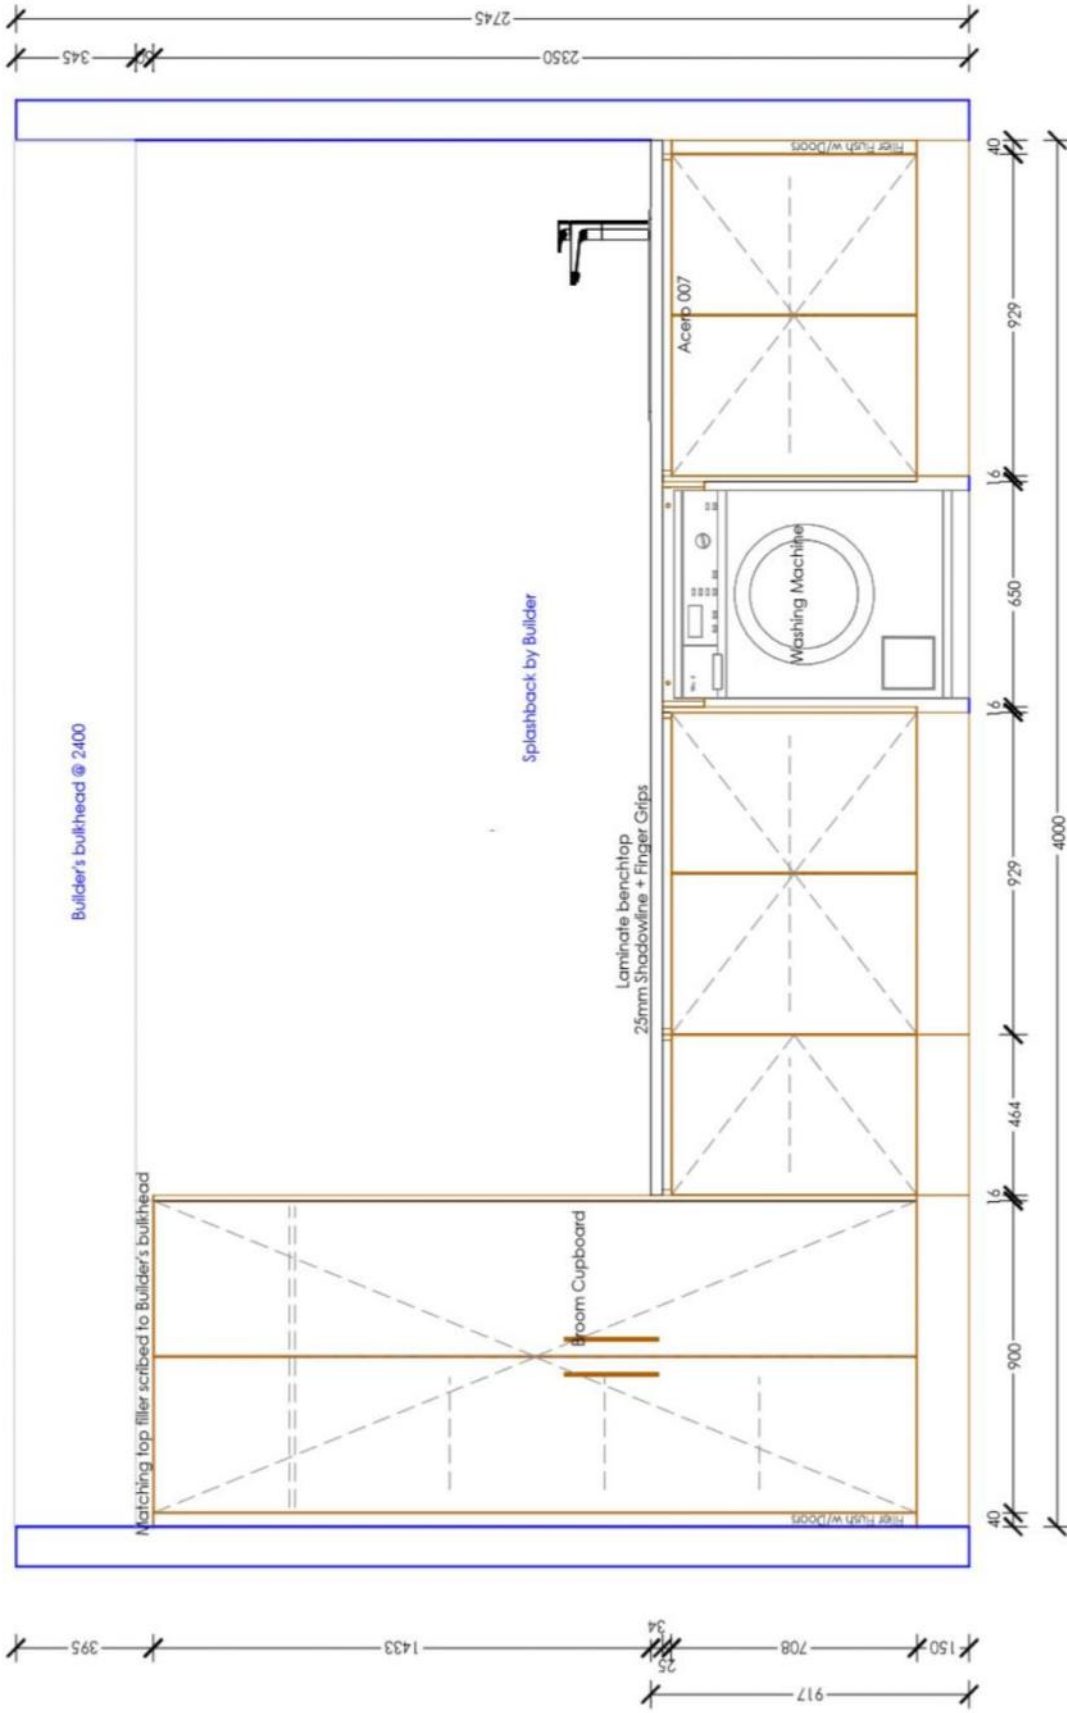 Builder's bulkhead @ 2400
Matching top filler scribed to Builder's bulkhead
Splashback by Builder
Broom Cupboard
Laminate benchtop
25mm Shadowline + Finger Grips
Acero 007
Washing Machine
Filler Flush w/Doors
Filler Flush w/Doors
395
1433
34
25
708
150
917
345
50
2350
2745
40
900
16
464
929
16
650
16
929
40
4000